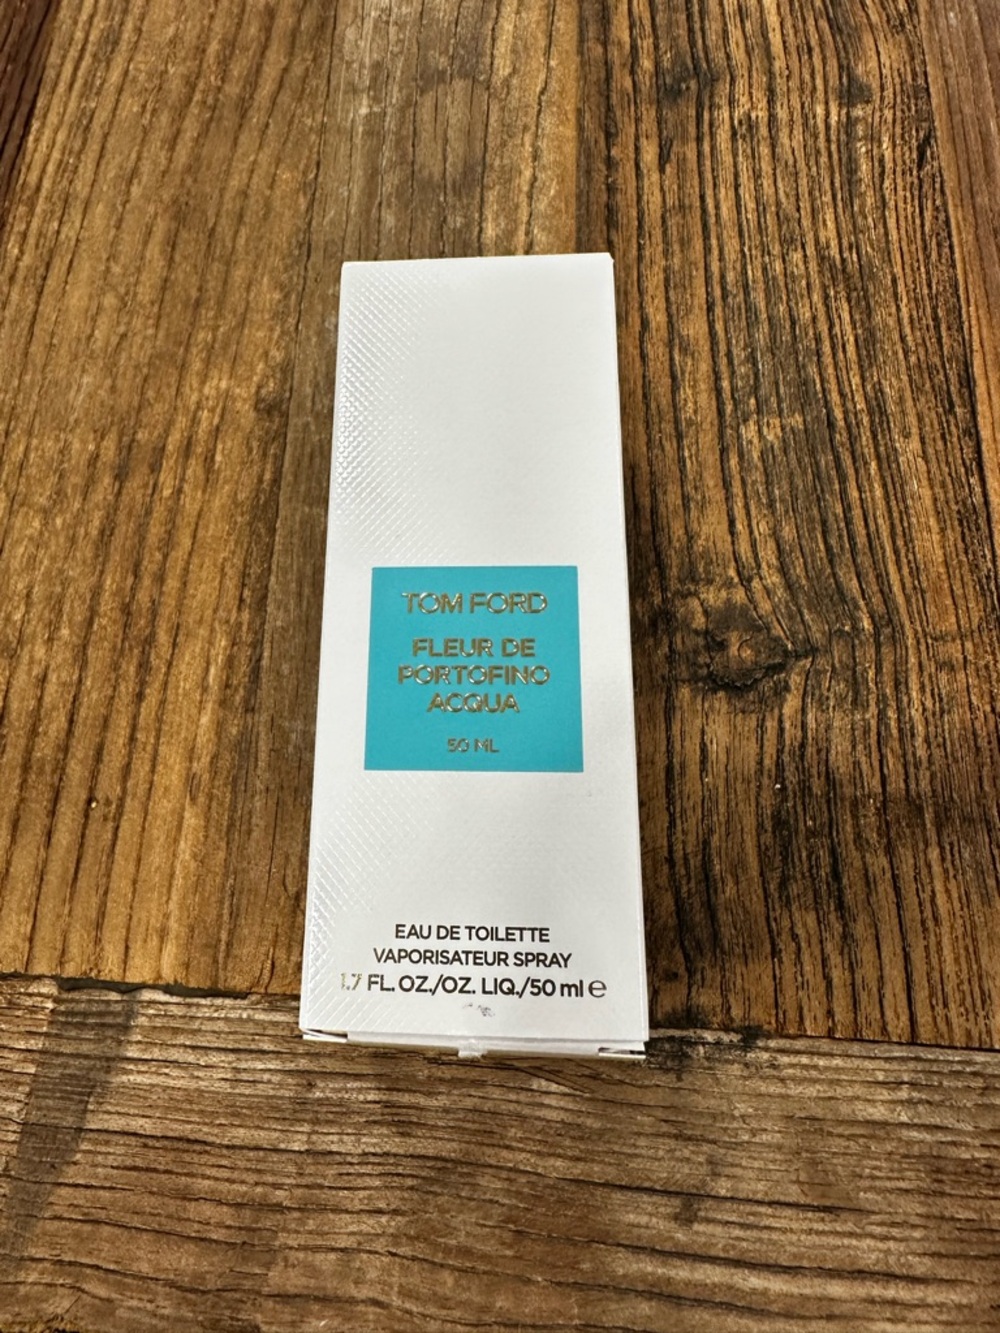 TOM FORD
FLEUR DE
PORTOFINO
ACQUA
50 ML
EAU DE TOILETTE
VAPORISATEUR SPRAY
1.7 FL. OZ./OZ. LIQ./50 ml e